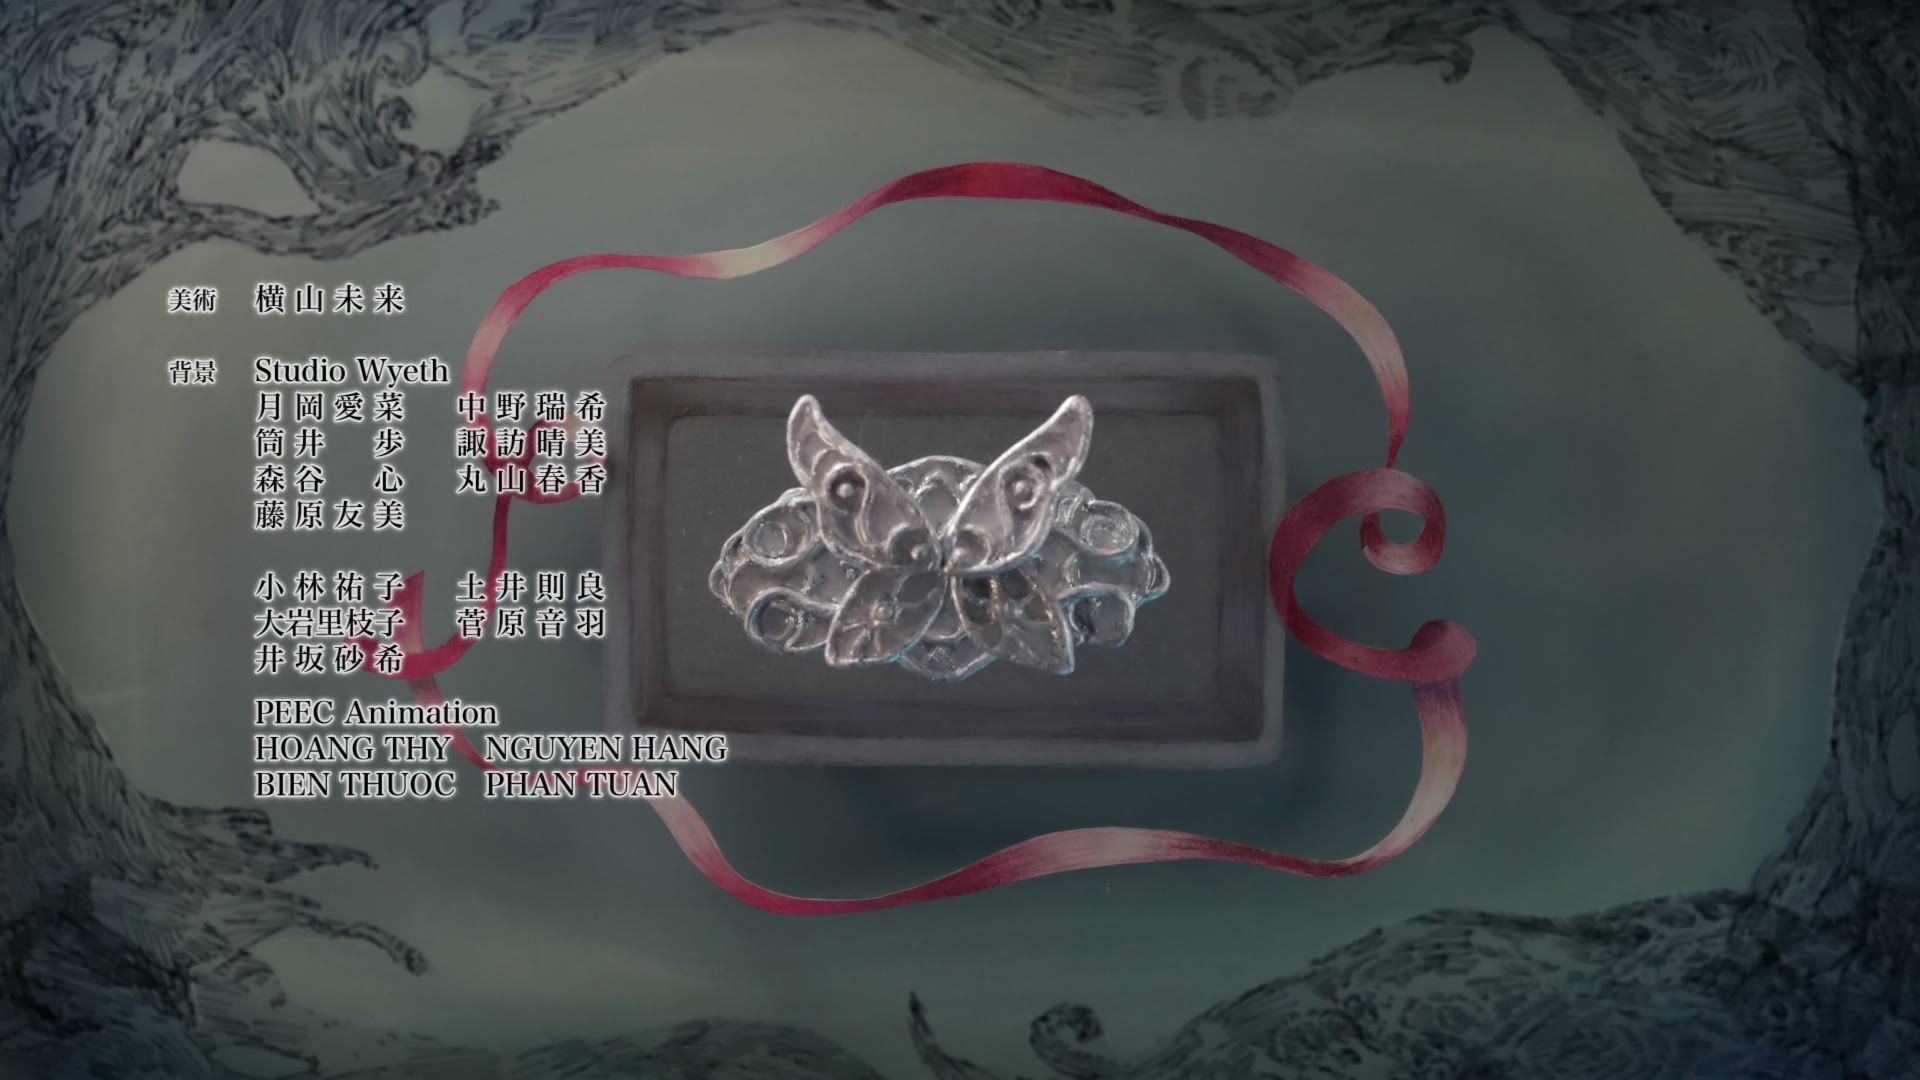 美術 横山未来
背景 Studio Wyeth
月岡愛菜 中野瑞希
筒井 歩 諏訪晴美
森谷 心 丸山春香
藤原友美
小林祐子 土井則良
大岩里枝子 菅原音羽
井坂砂希
PEEC Animation
HOANG THY NGUYEN HANG
BIEN THUOC PHAN TUAN